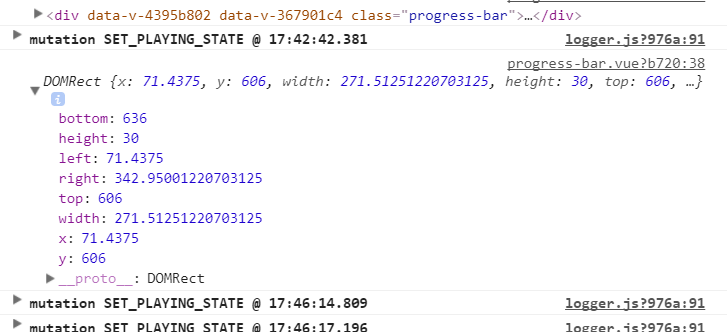 <div data-v-4395b802 data-v-367901c4 class="progress-bar">…</div>
mutation SET_PLAYING_STATE @ 17:42:42.381 logger.js?976a:91
progress-bar.vue?b720:38
DOMRect {x: 71.4375, y: 606, width: 271.51251220703125, height: 30, top: 606, …}
i
bottom: 636
height: 30
left: 71.4375
right: 342.95001220703125
top: 606
width: 271.51251220703125
x: 71.4375
y: 606
__proto__: DOMRect
mutation SET_PLAYING_STATE @ 17:46:14.809 logger.js?976a:91
mutation SET_PLAYING_STATE @ 17:46:17.196 logger.js?976a:91